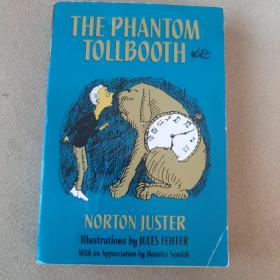 THE PHANTOM
TOLLBOOTH
NORTON JUSTER
Illustrations by JULES FEIFFER
With an Appreciation by Maurice Sendak